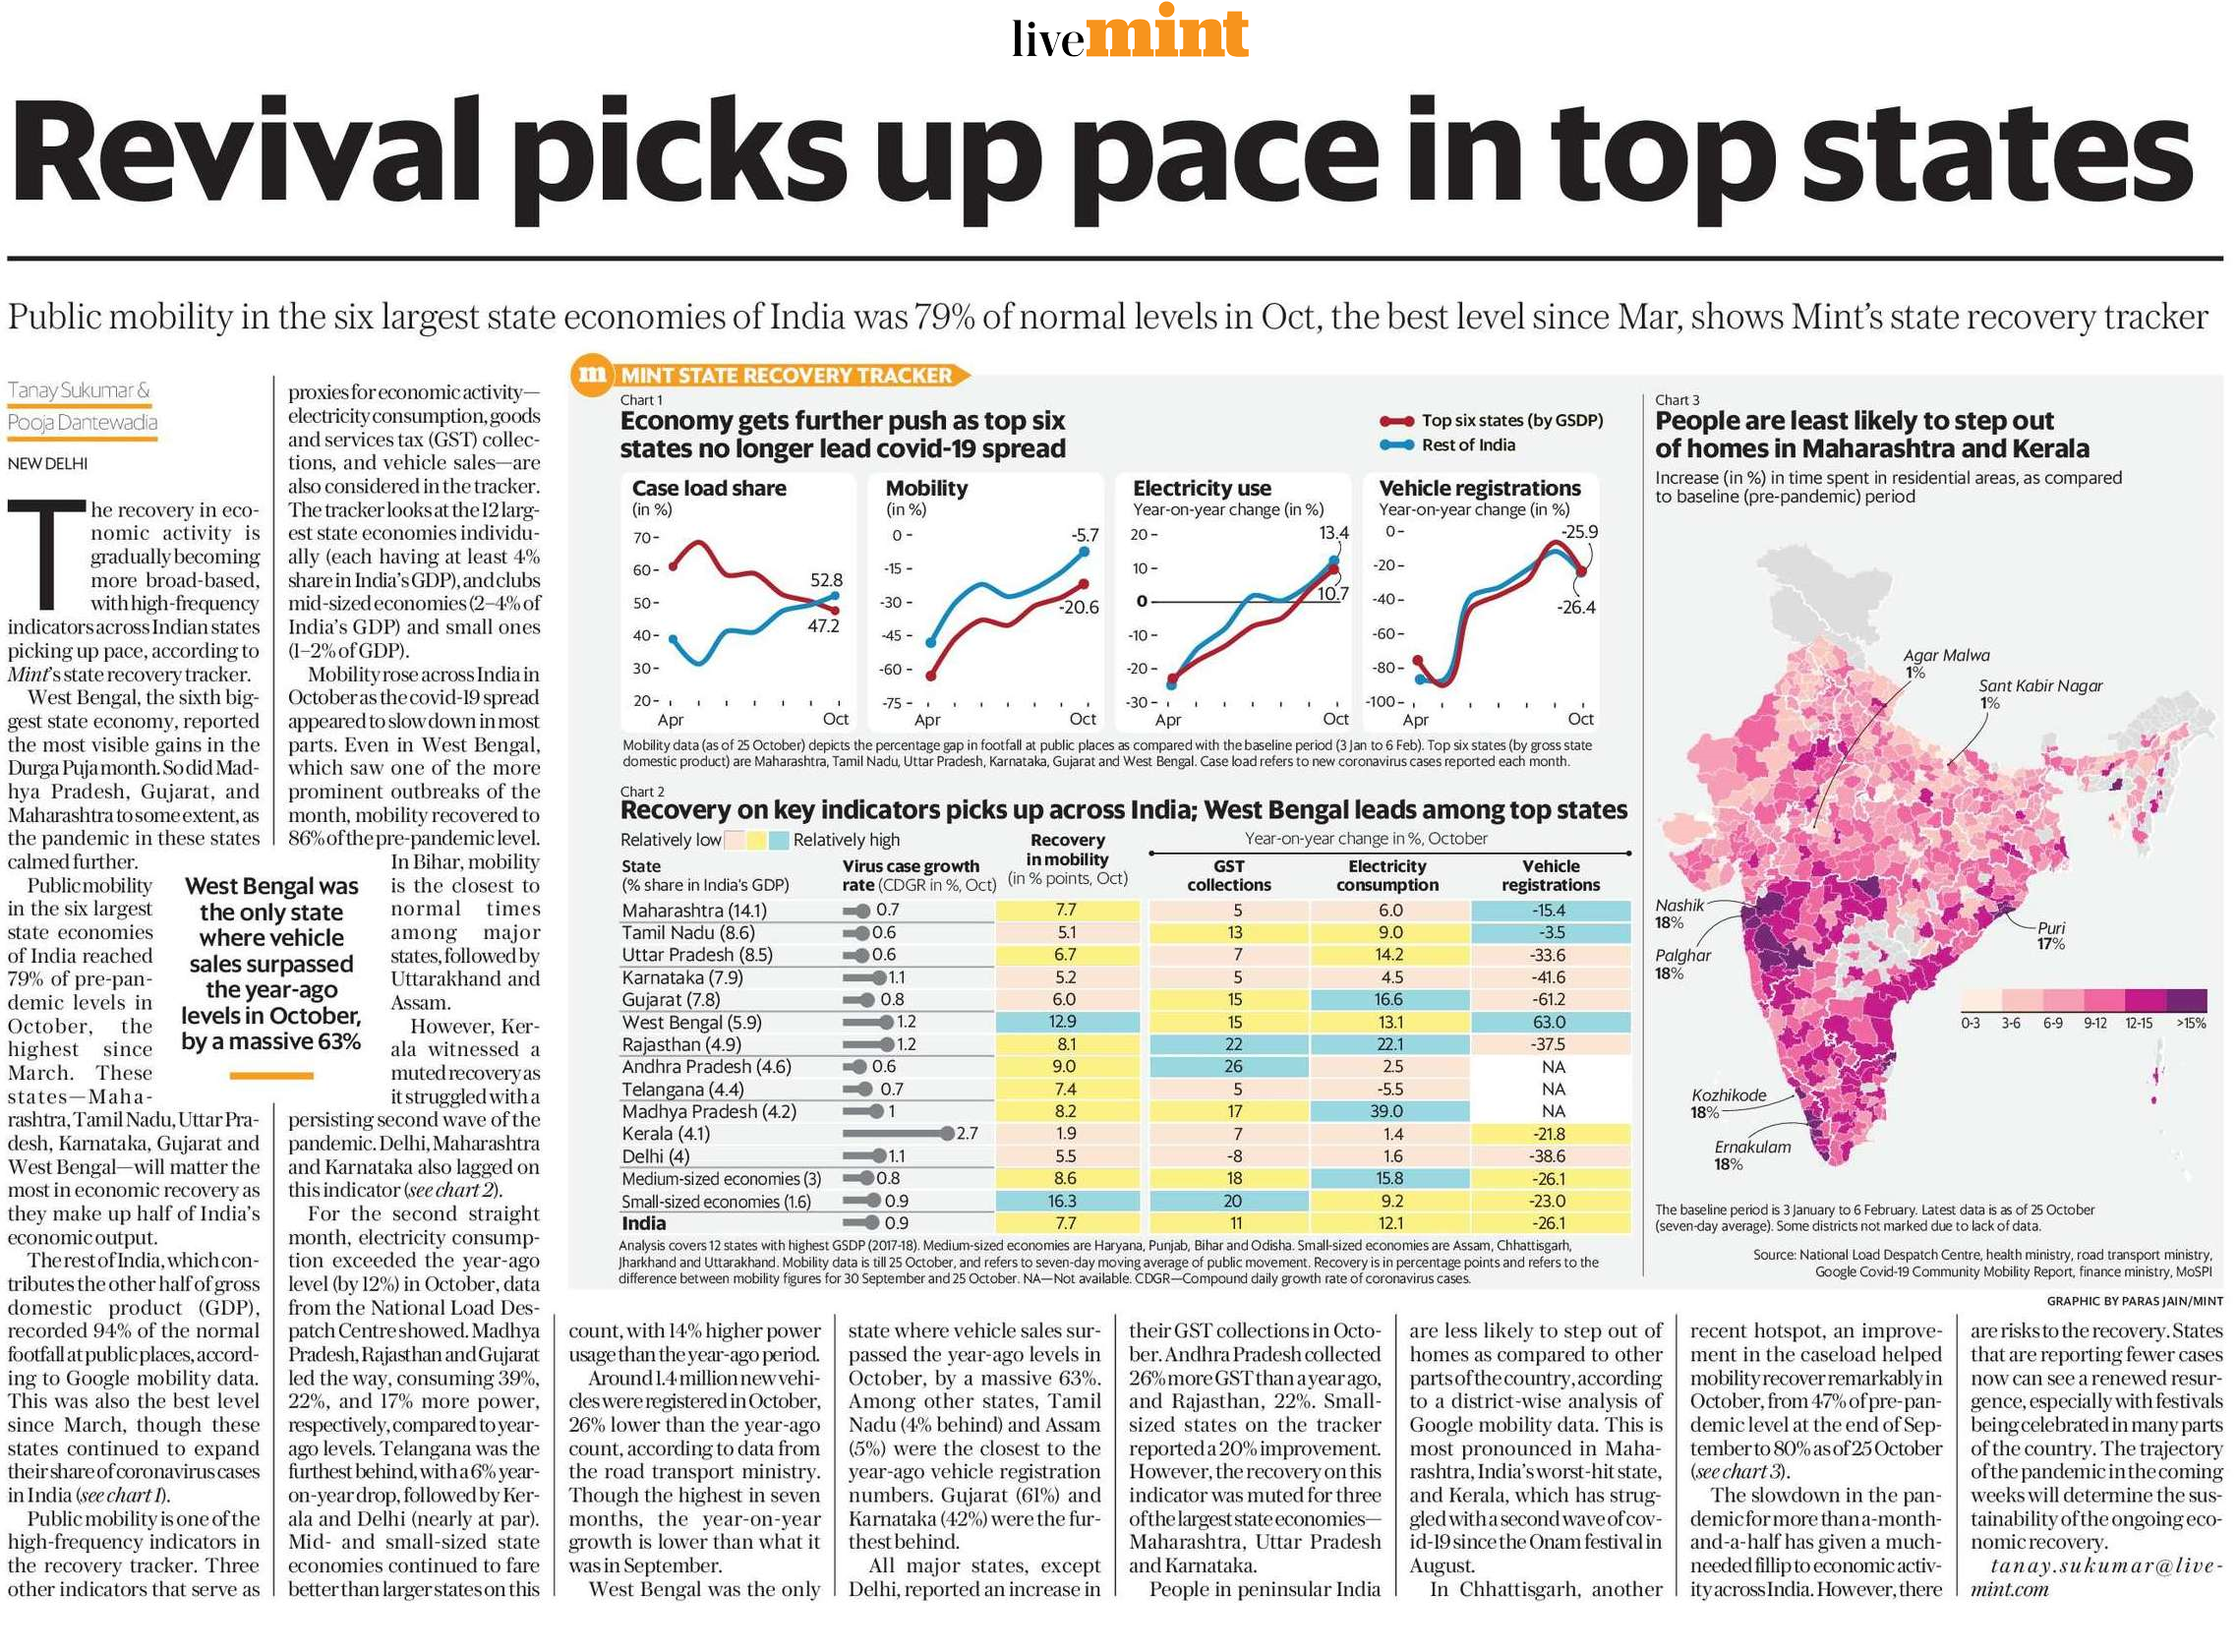 livemint
Revival picks up pace in top states
Public mobility in the six largest state economies of India was 79% of normal levels in Oct, the best level since Mar, shows Mint's state recovery tracker
Tanay Sukumar &
Pooja Dantewadia
NEW DELHI
The recovery in eco-
nomic activity is
gradually becoming
more broad-based,
with high-frequency
indicators across Indian states
picking up pace, according to
Mint's state recovery tracker.
West Bengal, the sixth big-
gest state economy, reported
the most visible gains in the
Durga Puja month. So did Mad-
hya Pradesh, Gujarat, and
Maharashtra to some extent, as
the pandemic in these states
calmed further.
Public mobility
in the six largest
state economies
of India reached
79% of pre-pan-
demic levels in
October, the
highest since
March. These
states—Maha-
rashtra, Tamil Nadu, Uttar Pra-
desh, Karnataka, Gujarat and
West Bengal—will matter the
most in economic recovery as
they make up half of India's
economic output.
The rest of India, which con-
tributes the other half of gross
domestic product (GDP),
recorded 94% of the normal
footfall at public places, accord-
ing to Google mobility data.
This was also the best level
since March, though these
states continued to expand
their share of coronavirus cases
in India (see chart 1).
Public mobility is one of the
high-frequency indicators in
the recovery tracker. Three
other indicators that serve as
West Bengal was
the only state
where vehicle
sales surpassed
the year-ago
levels in October,
by a massive 63%
proxies for economic activity—
electricity consumption, goods
and services tax (GST) collec-
tions, and vehicle sales—are
also considered in the tracker.
The tracker looks at the 12 larg-
est state economies individu-
ally (each having at least 4%
share in India's GDP), and clubs
mid-sized economies (2–4% of
India's GDP) and small ones
(1–2% of GDP).
Mobility rose across India in
October as the covid-19 spread
appeared to slow down in most
parts. Even in West Bengal,
which saw one of the more
prominent outbreaks of the
month, mobility recovered to
86% of the pre-pandemic level.
In Bihar, mobility
is the closest to
normal times
among major
states, followed by
Uttarakhand and
Assam.
However, Ker-
ala witnessed a
muted recovery as
it struggled with a
persisting second wave of the
pandemic. Delhi, Maharashtra
and Karnataka also lagged on
this indicator (see chart 2).
For the second straight
month, electricity consump-
tion exceeded the year-ago
level (by 12%) in October, data
from the National Load Des-
patch Centre showed. Madhya
Pradesh, Rajasthan and Gujarat
led the way, consuming 39%,
22%, and 17% more power,
respectively, compared to year-
ago levels. Telangana was the
furthest behind, with a 6% year-
on-year drop, followed by Ker-
ala and Delhi (nearly at par).
Mid- and small-sized state
economies continued to fare
better than larger states on this
m MINT STATE RECOVERY TRACKER
Chart 1
Economy gets further push as top six
states no longer lead covid-19 spread
Top six states (by GSDP)
Rest of India
Case load share
(in %)
70
60
50
40
30
20
52.8
47.2
Apr Oct
Mobility
(in %)
0
-15
-30
-45
-60
-75
-5.7
-20.6
Apr Oct
Electricity use
Year-on-year change (in %)
20
10
0
-10
-20
-30
13.4
10.7
Apr Oct
Vehicle registrations
Year-on-year change (in %)
0
-20
-40
-60
-80
-100
-25.9
-26.4
Apr Oct
Mobility data (as of 25 October) depicts the percentage gap in footfall at public places as compared with the baseline period (3 Jan to 6 Feb). Top six states (by gross state
domestic product) are Maharashtra, Tamil Nadu, Uttar Pradesh, Karnataka, Gujarat and West Bengal. Case load refers to new coronavirus cases reported each month.
Chart 2
Recovery on key indicators picks up across India; West Bengal leads among top states
Relatively low Relatively high
State
(% share in India's GDP)
Virus case growth
rate (CDGR in %, Oct)
Recovery
in mobility
(in % points, Oct)
Year-on-year change in %, October
GST
collections
Electricity
consumption
Vehicle
registrations
Maharashtra (14.1) 0.7 7.7 5 6.0 -15.4
Tamil Nadu (8.6) 0.6 5.1 13 9.0 -3.5
Uttar Pradesh (8.5) 0.6 6.7 7 14.2 -33.6
Karnataka (7.9) 1.1 5.2 5 4.5 -41.6
Gujarat (7.8) 0.8 6.0 15 16.6 -61.2
West Bengal (5.9) 1.2 12.9 15 13.1 63.0
Rajasthan (4.9) 1.2 8.1 22 22.1 -37.5
Andhra Pradesh (4.6) 0.6 9.0 26 2.5 NA
Telangana (4.4) 0.7 7.4 5 -5.5 NA
Madhya Pradesh (4.2) 1 8.2 17 39.0 NA
Kerala (4.1) 2.7 1.9 7 1.4 -21.8
Delhi (4) 1.1 5.5 -8 1.6 -38.6
Medium-sized economies (3) 0.8 8.6 18 15.8 -26.1
Small-sized economies (1.6) 0.9 16.3 20 9.2 -23.0
India 0.9 7.7 11 12.1 -26.1
Analysis covers 12 states with highest GSDP (2017-18). Medium-sized economies are Haryana, Punjab, Bihar and Odisha. Small-sized economies are Assam, Chhattisgarh,
Jharkhand and Uttarakhand. Mobility data is till 25 October, and refers to seven-day moving average of public movement. Recovery is in percentage points and refers to the
difference between mobility figures for 30 September and 25 October. NA—Not available. CDGR—Compound daily growth rate of coronavirus cases.
Chart 3
People are least likely to step out
of homes in Maharashtra and Kerala
Increase (in %) in time spent in residential areas, as compared
to baseline (pre-pandemic) period
Agar Malwa
1%
Sant Kabir Nagar
1%
Nashik
18%
Palghar
18%
Puri
17%
0-3 3-6 6-9 9-12 12-15 >15%
Kozhikode
18%
Ernakulam
18%
The baseline period is 3 January to 6 February. Latest data is as of 25 October
(seven-day average). Some districts not marked due to lack of data.
Source: National Load Despatch Centre, health ministry, road transport ministry,
Google Covid-19 Community Mobility Report, finance ministry, MoSPI
GRAPHIC BY PARAS JAIN/MINT
count, with 14% higher power
usage than the year-ago period.
Around 1.4 million new vehi-
cles were registered in October,
26% lower than the year-ago
count, according to data from
the road transport ministry.
Though the highest in seven
months, the year-on-year
growth is lower than what it
was in September.
West Bengal was the only
state where vehicle sales sur-
passed the year-ago levels in
October, by a massive 63%.
Among other states, Tamil
Nadu (4% behind) and Assam
(5%) were the closest to the
year-ago vehicle registration
numbers. Gujarat (61%) and
Karnataka (42%) were the fur-
thest behind.
All major states, except
Delhi, reported an increase in
their GST collections in Octo-
ber. Andhra Pradesh collected
26% more GST than a year ago,
and Rajasthan, 22%. Small-
sized states on the tracker
reported a 20% improvement.
However, the recovery on this
indicator was muted for three
of the largest state economies—
Maharashtra, Uttar Pradesh
and Karnataka.
People in peninsular India
are less likely to step out of
homes as compared to other
parts of the country, according
to a district-wise analysis of
Google mobility data. This is
most pronounced in Maha-
rashtra, India's worst-hit state,
and Kerala, which has strug-
gled with a second wave of cov-
id-19 since the Onam festival in
August.
In Chhattisgarh, another
recent hotspot, an improve-
ment in the caseload helped
mobility recover remarkably in
October, from 47% of pre-pan-
demic level at the end of Sep-
tember to 80% as of 25 October
(see chart 3).
The slowdown in the pan-
demic for more than a-month-
and-a-half has given a much-
needed fillip to economic activ-
ity across India. However, there
are risks to the recovery. States
that are reporting fewer cases
now can see a renewed resur-
gence, especially with festivals
being celebrated in many parts
of the country. The trajectory
of the pandemic in the coming
weeks will determine the sus-
tainability of the ongoing eco-
nomic recovery.
tanay.sukumar@live-
mint.com